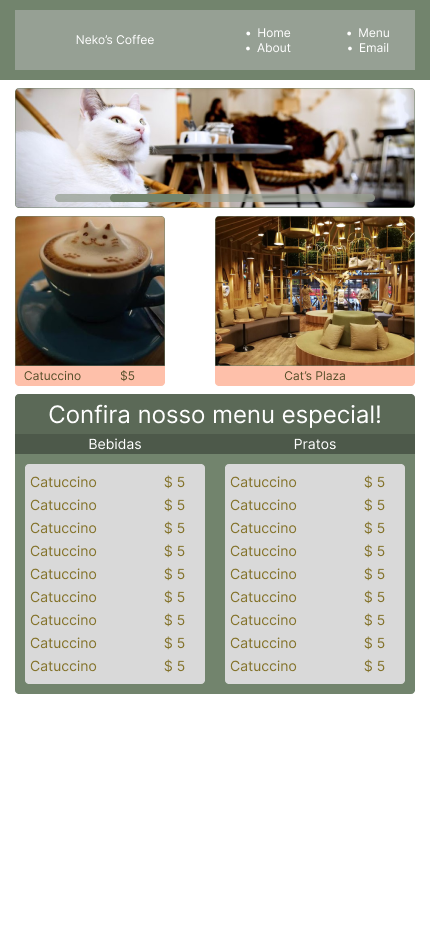 Neko's Coffee
• Home
• About
• Menu
• Email
Catuccino $5
Cat's Plaza
Confira nosso menu especial!
Bebidas Pratos
Catuccino $ 5 Catuccino $ 5
Catuccino $ 5 Catuccino $ 5
Catuccino $ 5 Catuccino $ 5
Catuccino $ 5 Catuccino $ 5
Catuccino $ 5 Catuccino $ 5
Catuccino $ 5 Catuccino $ 5
Catuccino $ 5 Catuccino $ 5
Catuccino $ 5 Catuccino $ 5
Catuccino $ 5 Catuccino $ 5